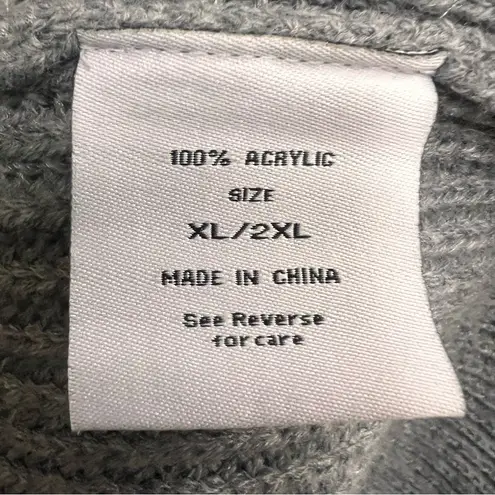 100% ACRYLIC
SIZE
XL/2XL
MADE IN CHINA
See Reverse
for care